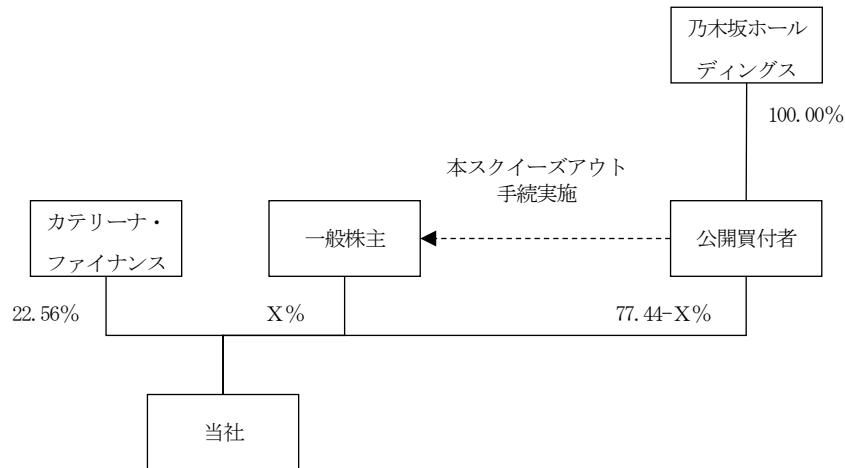 乃木坂ホール
ディングス
100.00%
本スクイーズアウト
手続実施
カテリーナ・
ファイナンス
一般株主
公開買付者
22.56%
X%
77.44-X%
当社